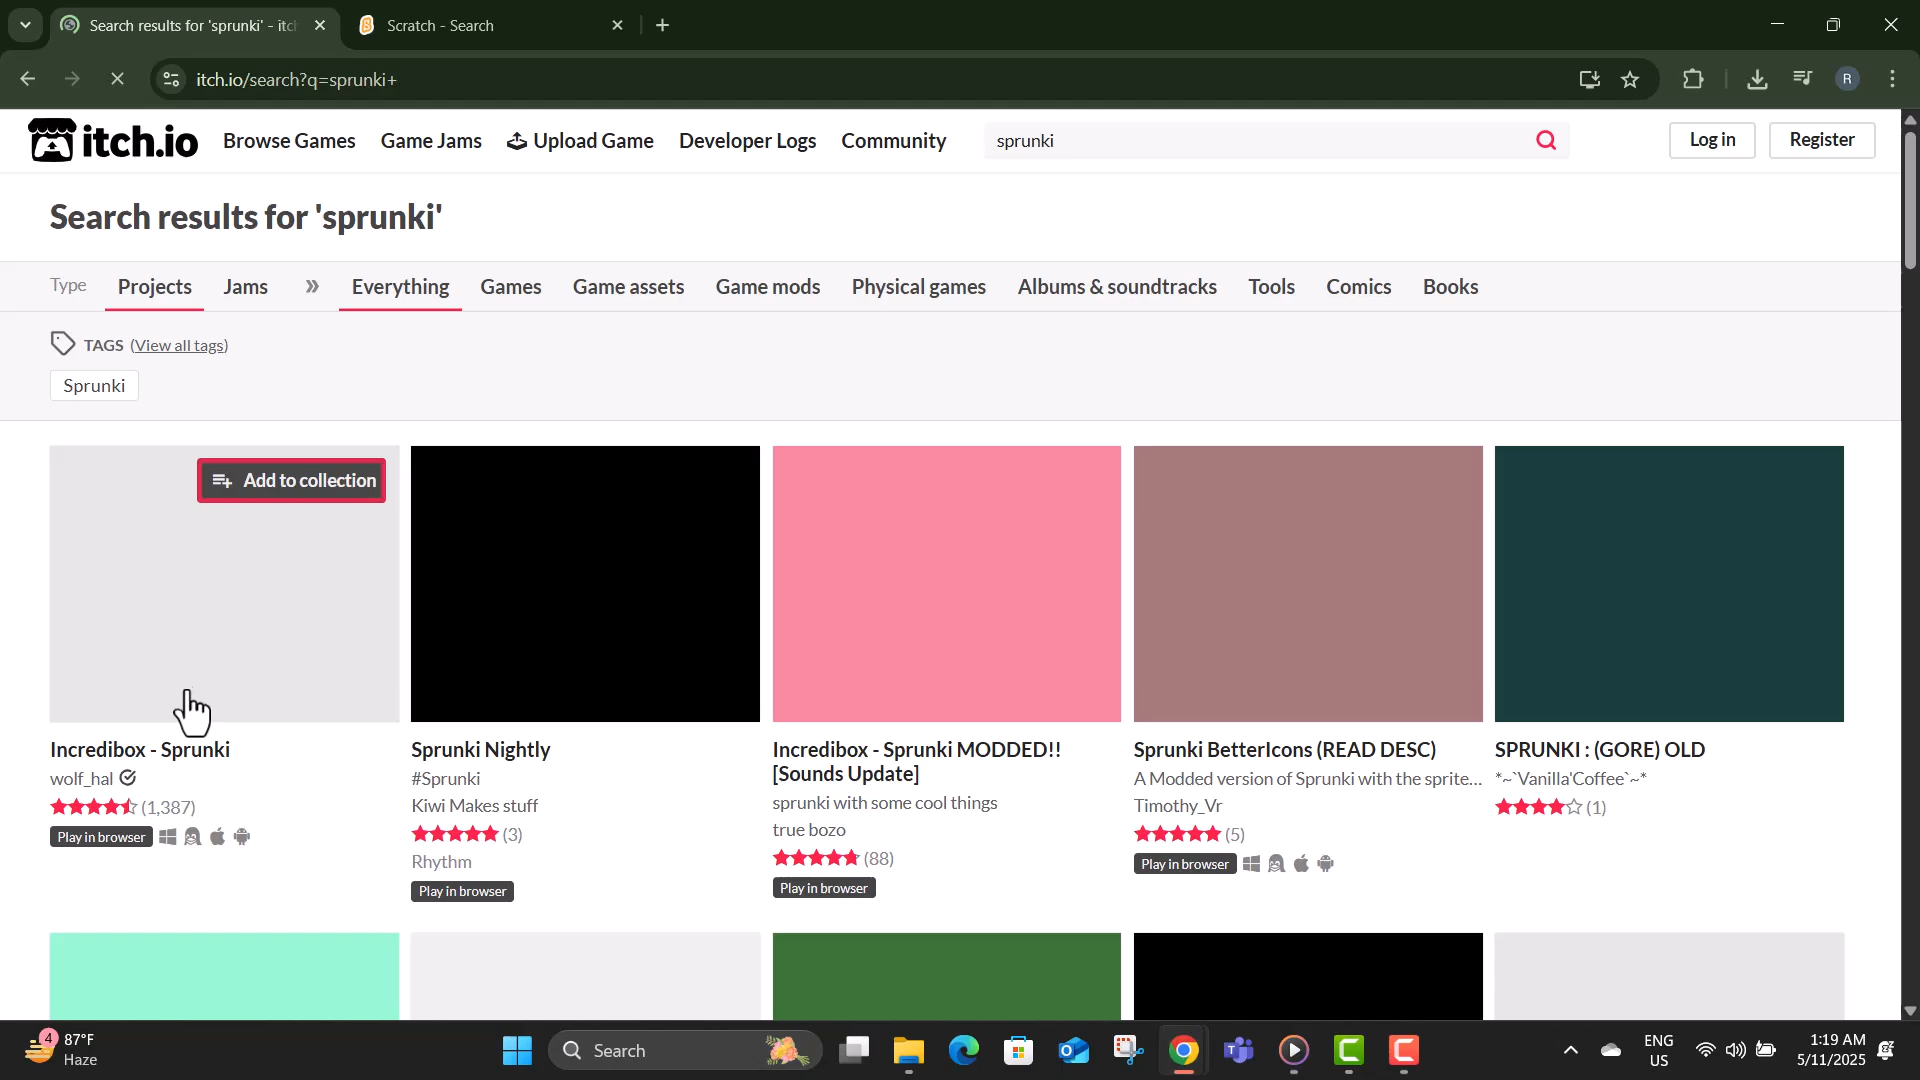 Search results for 'sprunki' - itc
Scratch - Search
itch.io/search?q=sprunki+
R
itch.io
Browse Games
Game Jams
Upload Game
Developer Logs
Community
sprunki
Log in
Register
Search results for 'sprunki'
Type
Projects
Jams
»
Everything
Games
Game assets
Game mods
Physical games
Albums & soundtracks
Tools
Comics
Books
TAGS (View all tags)
Sprunki
Add to collection
Incredibox - Sprunki
wolf_hal
(1,387)
Play in browser
Sprunki Nightly
#Sprunki
Kiwi Makes stuff
(3)
Rhythm
Play in browser
Incredibox - Sprunki MODDED!!
[Sounds Update]
sprunki with some cool things
true bozo
(88)
Play in browser
Sprunki BetterIcons (READ DESC)
A Modded version of Sprunki with the sprite...
Timothy_Vr
(5)
Play in browser
SPRUNKI : (GORE) OLD
*~`Vanilla'Coffee`~*
(1)
4
87°F
Haze
Search
ENG
US
1:19 AM
5/11/2025